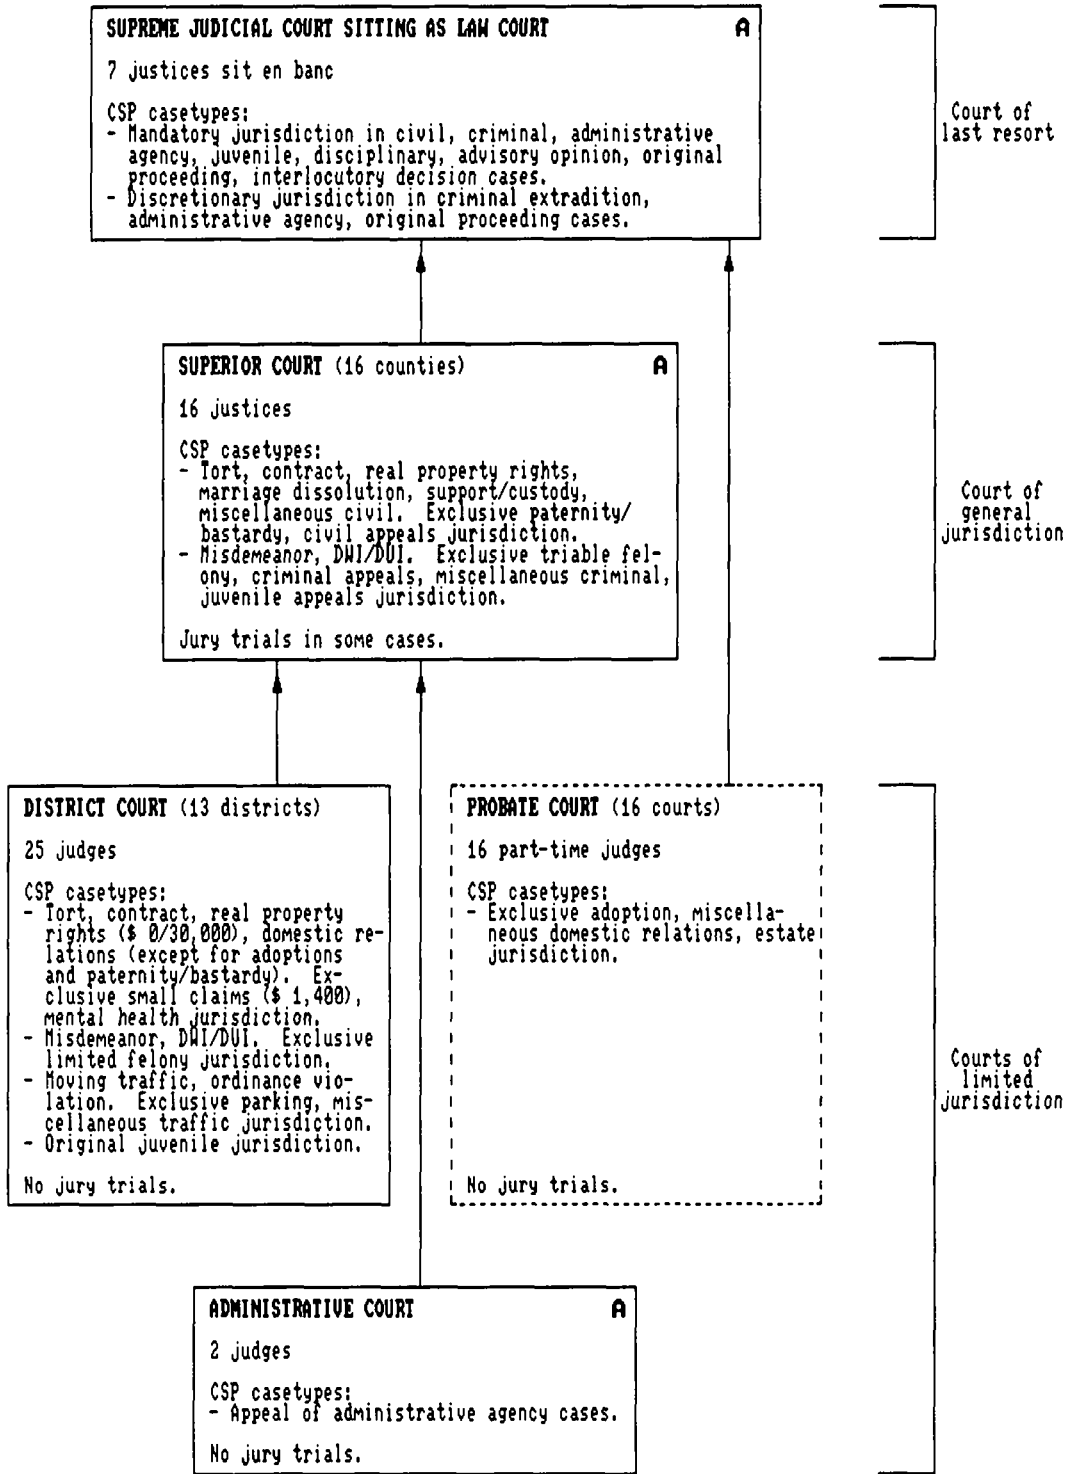 SUPREME JUDICIAL COURT SITTING AS LAW COURT A
7 justices sit en banc
CSP casetypes:
- Mandatory jurisdiction in civil, criminal, administrative
agency, juvenile, disciplinary, advisory opinion, original
proceeding, interlocutory decision cases.
- Discretionary jurisdiction in criminal extradition,
administrative agency, original proceeding cases.
Court of
last resort
SUPERIOR COURT (16 counties) A
16 justices
CSP casetypes:
- Tort, contract, real property rights,
marriage dissolution, support/custody,
miscellaneous civil. Exclusive paternity/
bastardy, civil appeals jurisdiction.
- Misdemeanor, DWI/DUI. Exclusive triable fel-
ony, criminal appeals, miscellaneous criminal,
juvenile appeals jurisdiction.
Jury trials in some cases.
Court of
general
jurisdiction
DISTRICT COURT (13 districts)
25 judges
CSP casetypes:
- Tort, contract, real property
rights ($ 0/30,000), domestic re-
lations (except for adoptions
and paternity/bastardy). Ex-
clusive small claims ($ 1,400),
mental health jurisdiction.
- Misdemeanor, DWI/DUI. Exclusive
limited felony jurisdiction.
- Moving traffic, ordinance vio-
lation. Exclusive parking, mis-
cellaneous traffic jurisdiction.
- Original juvenile jurisdiction.
No jury trials.
PROBATE COURT (16 courts)
16 part-time judges
CSP casetypes:
- Exclusive adoption, miscella-
neous domestic relations, estate
jurisdiction.
No jury trials.
Courts of
limited
jurisdiction
ADMINISTRATIVE COURT A
2 judges
CSP casetypes:
- Appeal of administrative agency cases.
No jury trials.